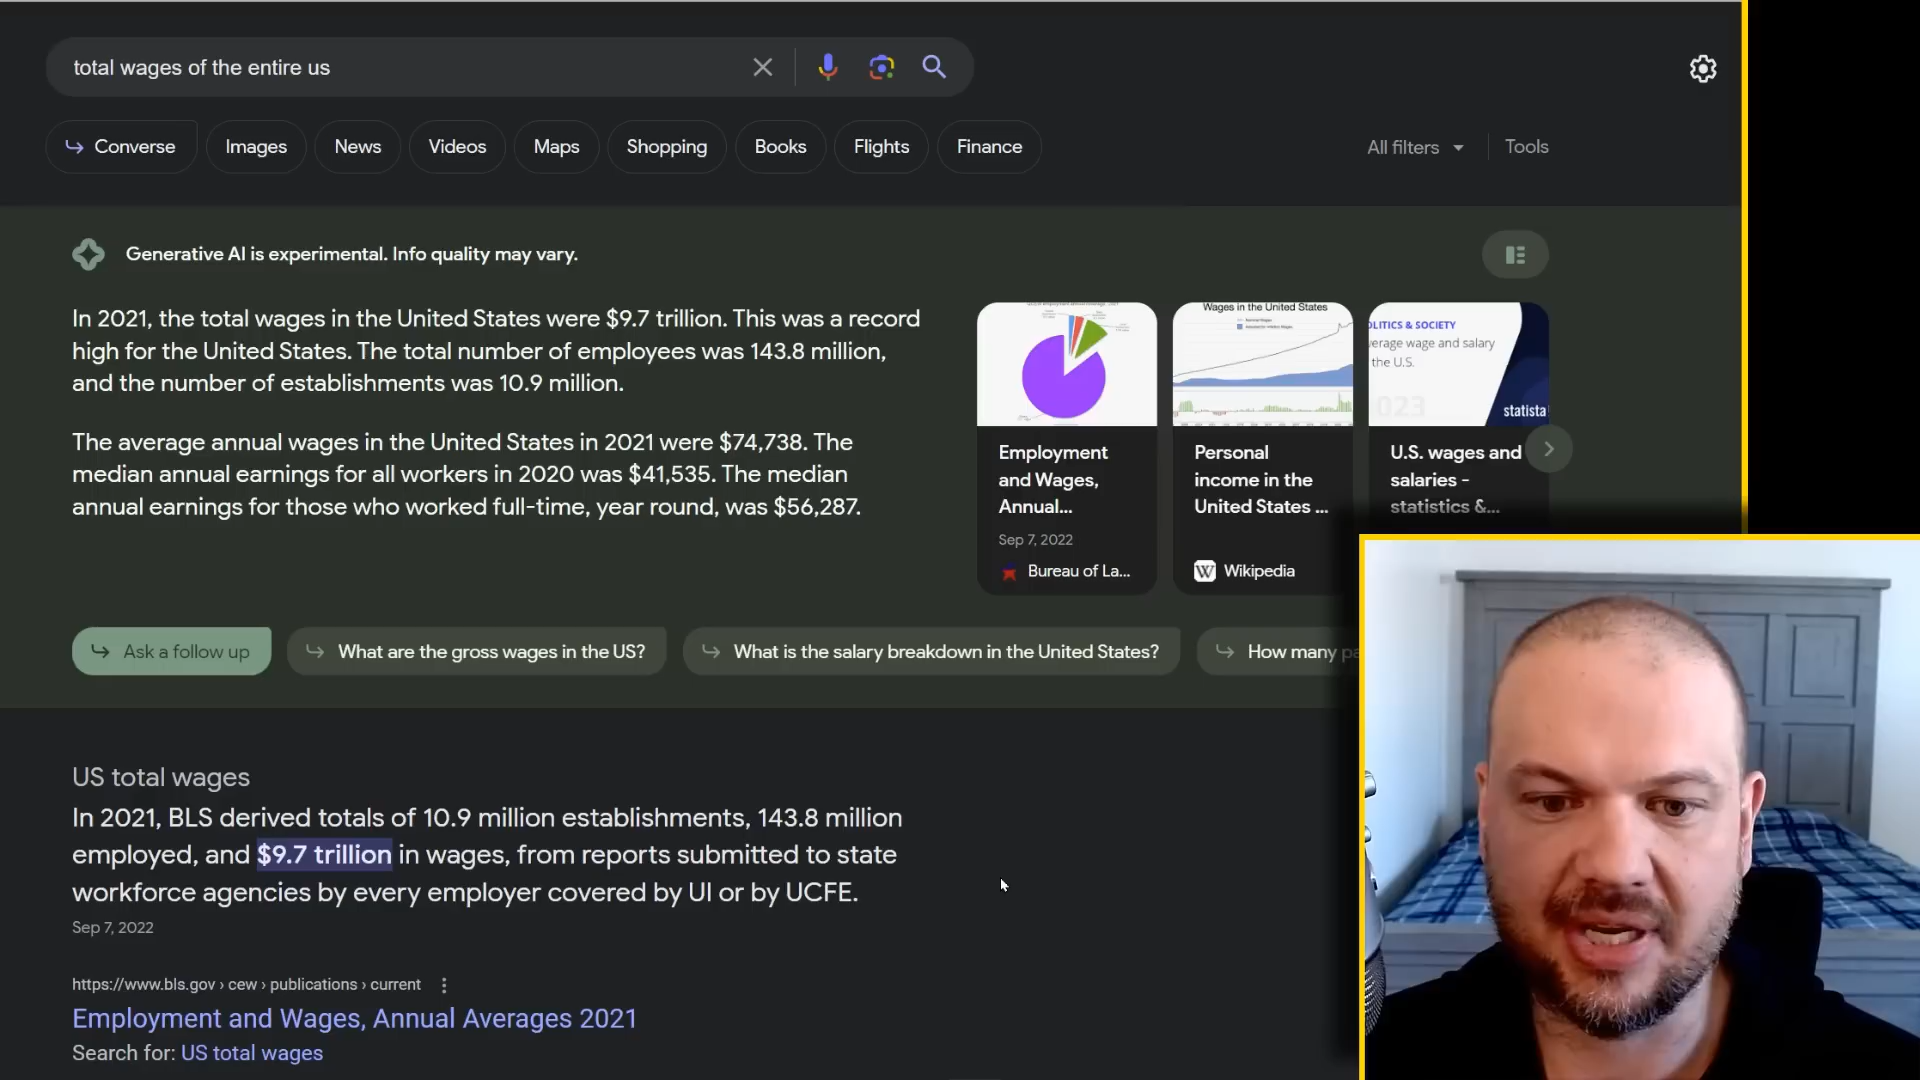 total wages of the entire us
Converse
Images
News
Videos
Maps
Shopping
Books
Flights
Finance
All filters
Tools
Generative AI is experimental. Info quality may vary.
In 2021, the total wages in the United States were $9.7 trillion. This was a record
high for the United States. The total number of employees was 143.8 million,
and the number of establishments was 10.9 million.
The average annual wages in the United States in 2021 were $74,738. The
median annual earnings for all workers in 2020 was $41,535. The median
annual earnings for those who worked full-time, year round, was $56,287.
Employment
and Wages,
Annual...
Sep 7, 2022
Bureau of La...
Wages in the United States
Personal
income in the
United States ...
W
Wikipedia
OLITICS & SOCIETY
verage wage and salary
the U.S.
2023
statista
U.S. wages and
salaries -
statistics &...
Ask a follow up
What are the gross wages in the US?
What is the salary breakdown in the United States?
How many pa
US total wages
In 2021, BLS derived totals of 10.9 million establishments, 143.8 million
employed, and $9.7 trillion in wages, from reports submitted to state
workforce agencies by every employer covered by UI or by UCFE.
Sep 7, 2022
https://www.bls.gov › cew › publications › current
Employment and Wages, Annual Averages 2021
Search for: US total wages